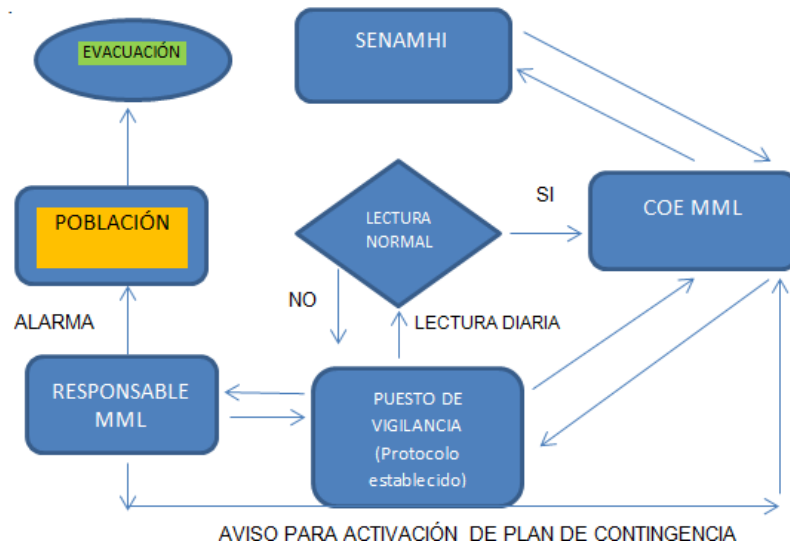 EVACUACIÓN
SENAMHI
POBLACIÓN
LECTURA
NORMAL
SI
COE MML
NO
ALARMA
LECTURA DIARIA
RESPONSABLE
MML
PUESTO DE
VIGILANCIA
(Protocolo
establecido)
AVISO PARA ACTIVACIÓN DE PLAN DE CONTINGENCIA